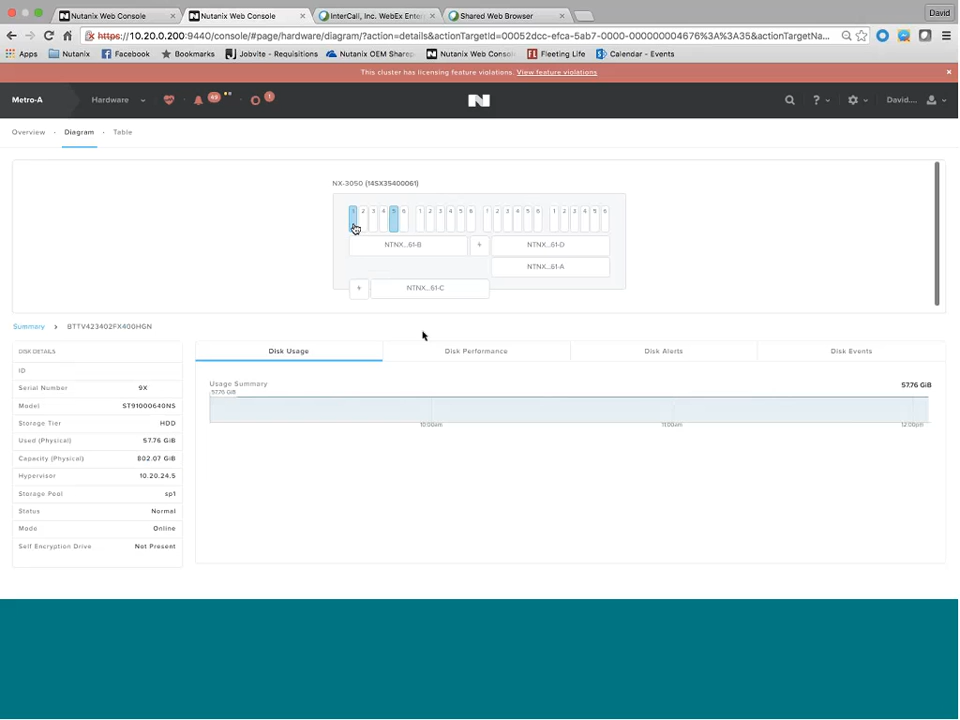 Nutanix Web Console
Nutanix Web Console
InterCall, Inc. WebEx Enter
Shared Web Browser
David
https://10.20.0.200:9440/console/#page/hardware/diagram/?action=details&actionTargetId=00052dcc-efca-5ab7-0000-000000004676%3A%3A35&actionTargetNa...
Apps Nutanix Facebook Bookmarks Jobvite - Requisitions Nutanix OEM Sharep Nutanix Web Conso Fleeting Life Calendar - Events
This cluster has licensing feature violations. View feature violations
Metro-A Hardware 1 ? David...
Overview · Diagram · Table
NX-3050 (14SX35400061)
1 2 3 4 5 6 1 2 3 4 5 6 1 2 3 4 5 6 1 2 3 4 5 6
NTNX...61-B + NTNX...61-D
NTNX...61-A
+ NTNX...61-C
Summary > BTTV423402FX400HGN
DISK DETAILS
ID
Serial Number 9X
Model ST91000640NS
Storage Tier HDD
Used (Physical) 57.76 GiB
Capacity (Physical) 802.07 GiB
Hypervisor 10.20.24.5
Storage Pool sp1
Status Normal
Mode Online
Self Encryption Drive Not Present
Disk Usage Disk Performance Disk Alerts Disk Events
Usage Summary 57.76 GiB
57.76 GiB
10:00am 11:00am 12:00pm